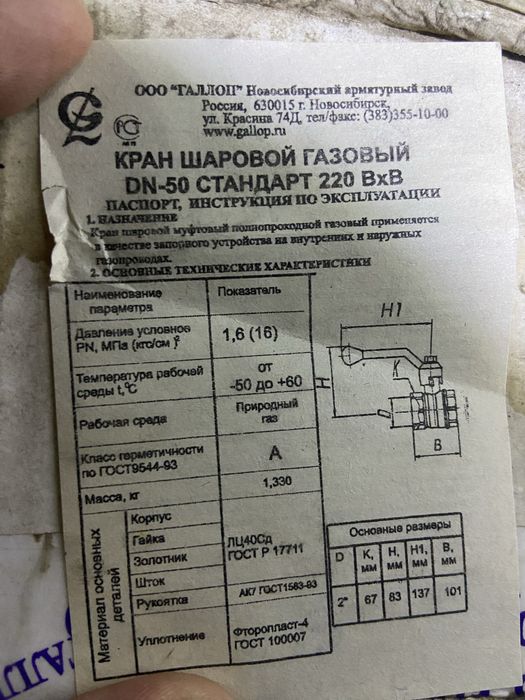 ООО "ГАЛЛОП" Новосибирский арматурный завод
Россия, 630015 г. Новосибирск,
ул. Красина 74Д, тел/факс: (383)355-10-00
www.gallop.ru
РСТ
КРАН ШАРОВОЙ ГАЗОВЫЙ
DN-50 СТАНДАРТ 220 ВхВ
ПАСПОРТ, ИНСТРУКЦИЯ ПО ЭКСПЛУАТАЦИИ
1. НАЗНАЧЕНИЕ
Кран шаровой муфтовый полнопроходной газовый применяется
в качестве запорного устройства на внутренних и наружных
газопроводах.
2. ОСНОВНЫЕ ТЕХНИЧЕСКИЕ ХАРАКТЕРИСТИКИ
Наименование параметра Показатель
Давление условное PN, МПа (кгс/см²) 1,6 (16)
Температура рабочей среды t,°С от -50 до +60
Рабочая среда Природный газ
Класс герметичности по ГОСТ9544-93 А
Масса, кг 1,330
Материал основных деталей
Корпус
Гайка
Золотник
Шток
ЛЦ40Сд
ГОСТ Р 17711
Рукоятка АК7 ГОСТ1583-93
Уплотнение Фторопласт-4
ГОСТ 100007
H1
H
K
B
Основные размеры
D K, мм H, мм H1, мм B, мм
2" 67 83 137 101